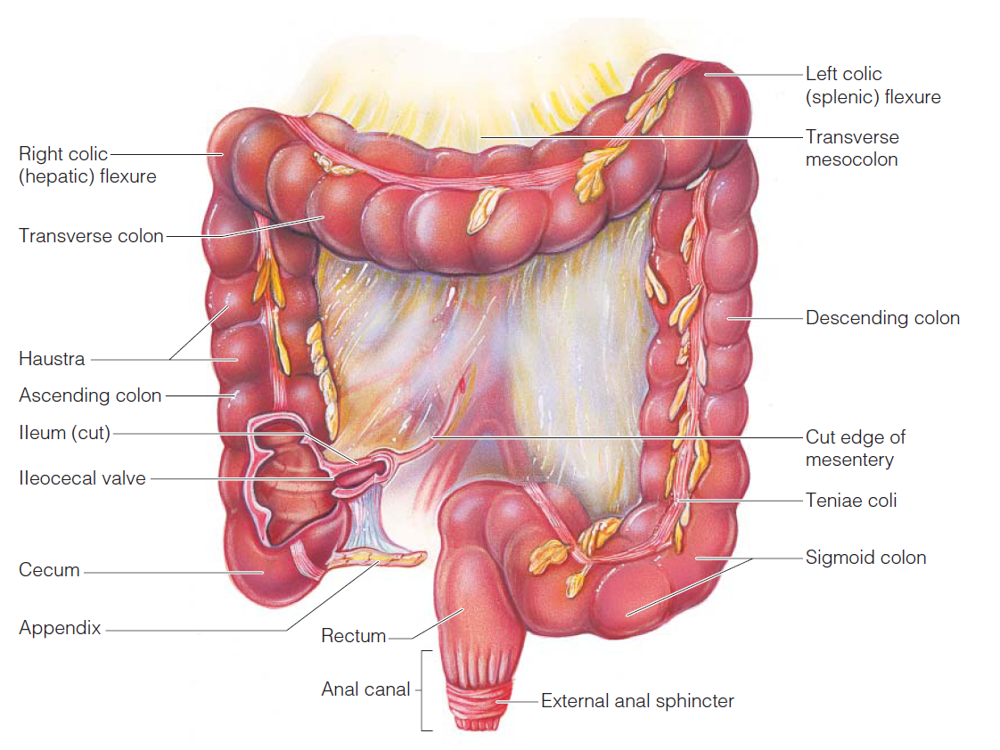 Right colic
(hepatic) flexure
Transverse colon
Haustra
Ascending colon
Ileum (cut)
Ileocecal valve
Cecum
Appendix
Rectum
Anal canal
External anal sphincter
Left colic
(splenic) flexure
Transverse
mesocolon
Descending colon
Cut edge of
mesentery
Teniae coli
Sigmoid colon